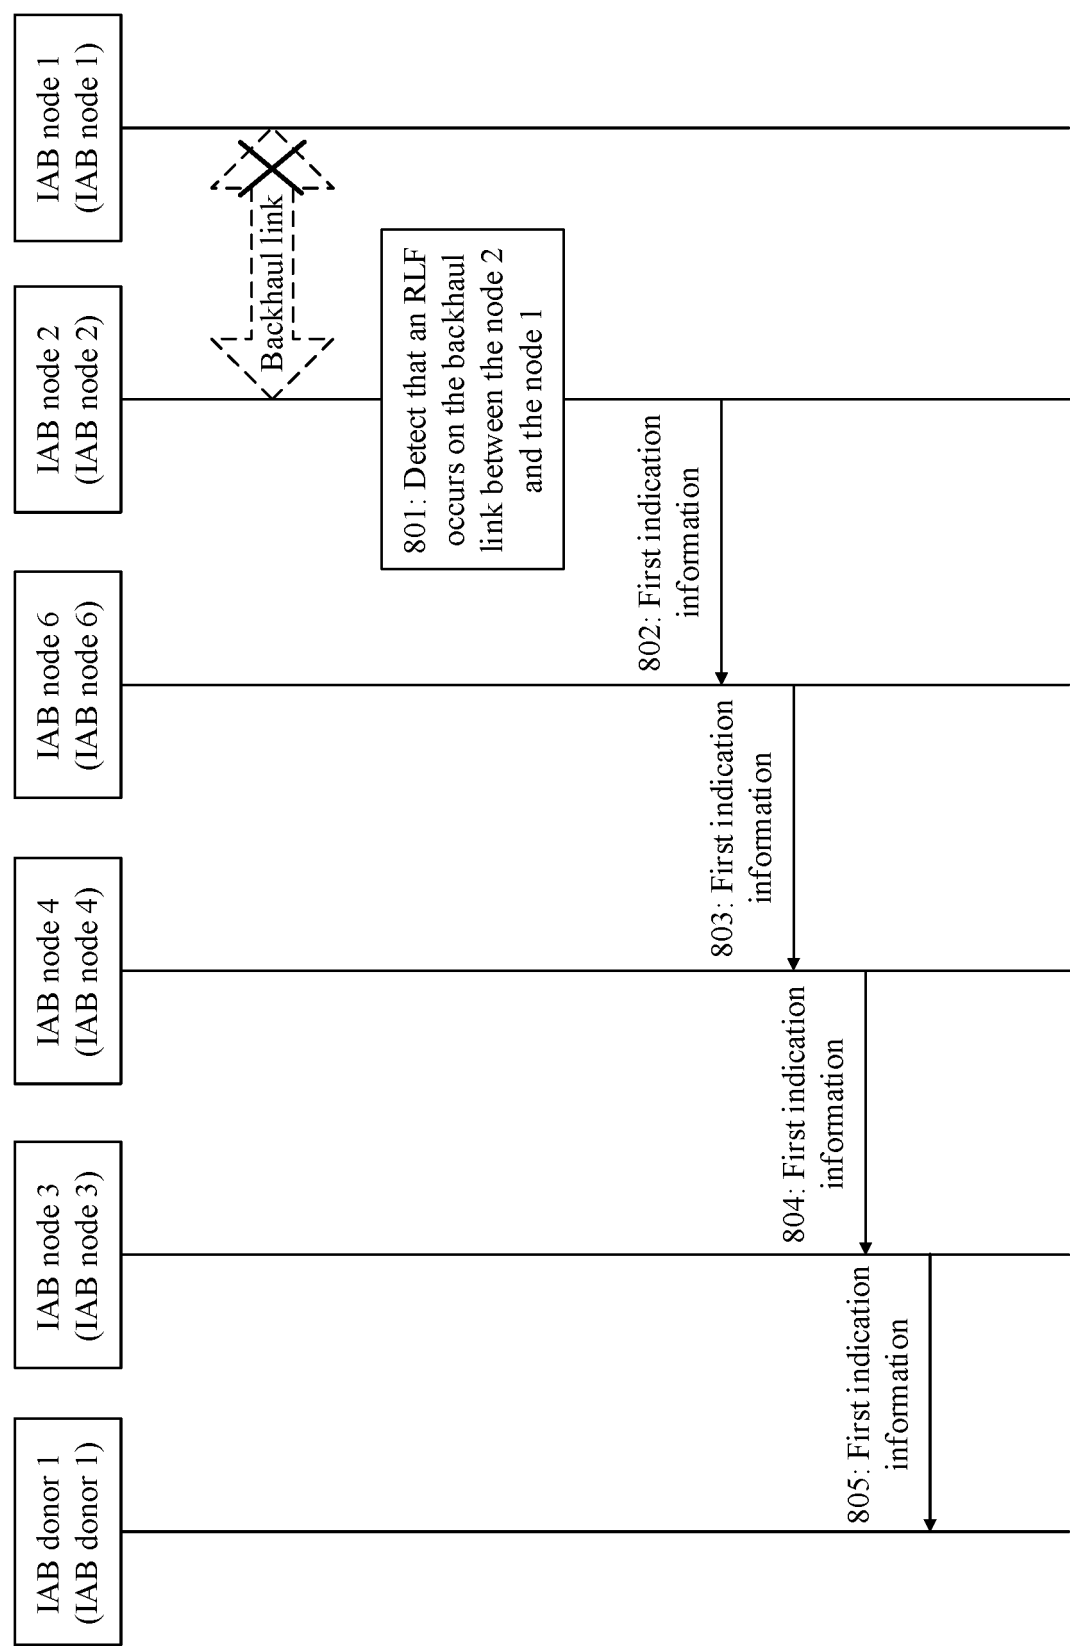 IAB donor 1
(IAB donor 1)
IAB node 3
(IAB node 3)
IAB node 4
(IAB node 4)
IAB node 6
(IAB node 6)
IAB node 2
(IAB node 2)
IAB node 1
(IAB node 1)
Backhaul link
801: Detect that an RLF
occurs on the backhaul
link between the node 2
and the node 1
802: First indication
information
803: First indication
information
804: First indication
information
805: First indication
information